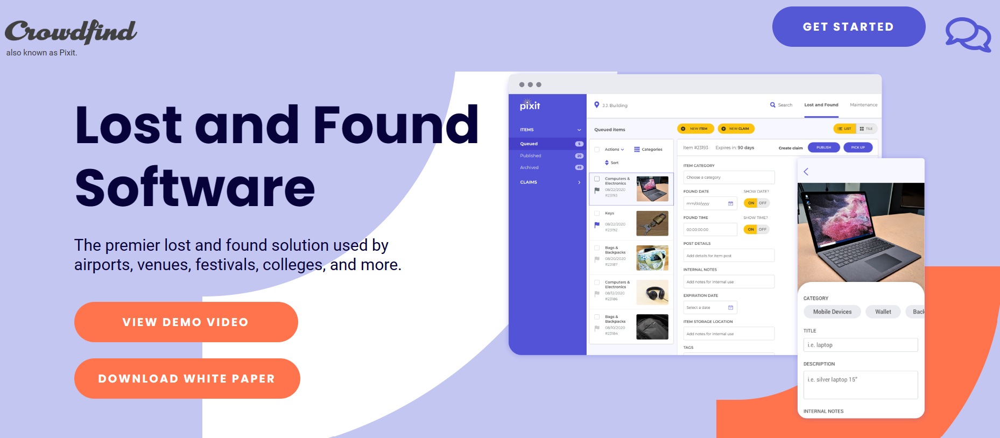 Crowdfind
also known as Pixit.
GET STARTED
Lost and Found
Software
The premier lost and found solution used by
airports, venues, festivals, colleges, and more.
VIEW DEMO VIDEO
DOWNLOAD WHITE PAPER
pixit
J.J. Building
Search
Lost and Found
Maintenance
ITEMS
Queued 5
Published 20
Archived 49
CLAIMS
Queued items
NEW ITEM
NEW CLAIM
LIST
TILE
Actions
Categories
Sort
Computers &
Electronics
08/22/2020
#23193
Keys
08/22/2020
#23192
Bags &
Backpacks
08/20/2020
#23187
Computers &
Electronics
08/12/2020
#23186
Bags &
Backpacks
08/10/2020
#23184
Item #23193
Expires in: 90 days
Create claim
PUBLISH
PICK UP
ITEM CATEGORY
Choose a category
FOUND DATE
SHOW DATE?
mm/dd/yyyy
ON OFF
FOUND TIME
SHOW TIME?
00:00:00:00
ON OFF
POST DETAILS
Add details for item post
INTERNAL NOTES
Add notes for internal use
EXPIRATION DATE
Select a date
ITEM STORAGE LOCATION
Add notes for internal use
TAGS
CATEGORY
Mobile Devices
Wallet
Back
TITLE
i.e. laptop
DESCRIPTION
i.e. silver laptop 15”
INTERNAL NOTES